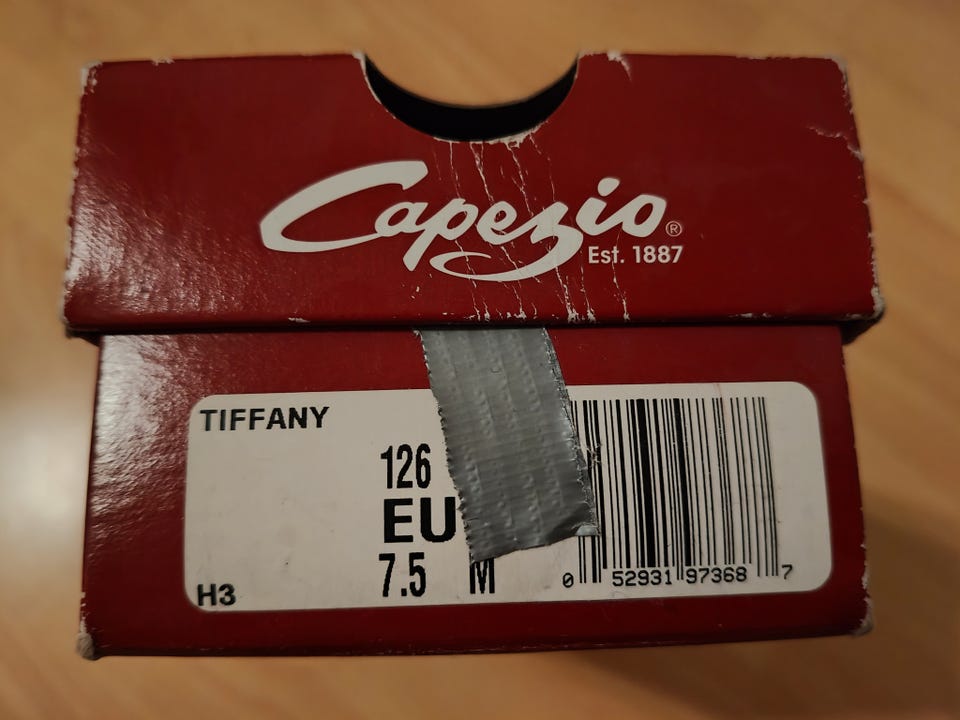 Capezio®
Est. 1887
TIFFANY
126
EU
7.5 M
H3
0 52931 97368 7